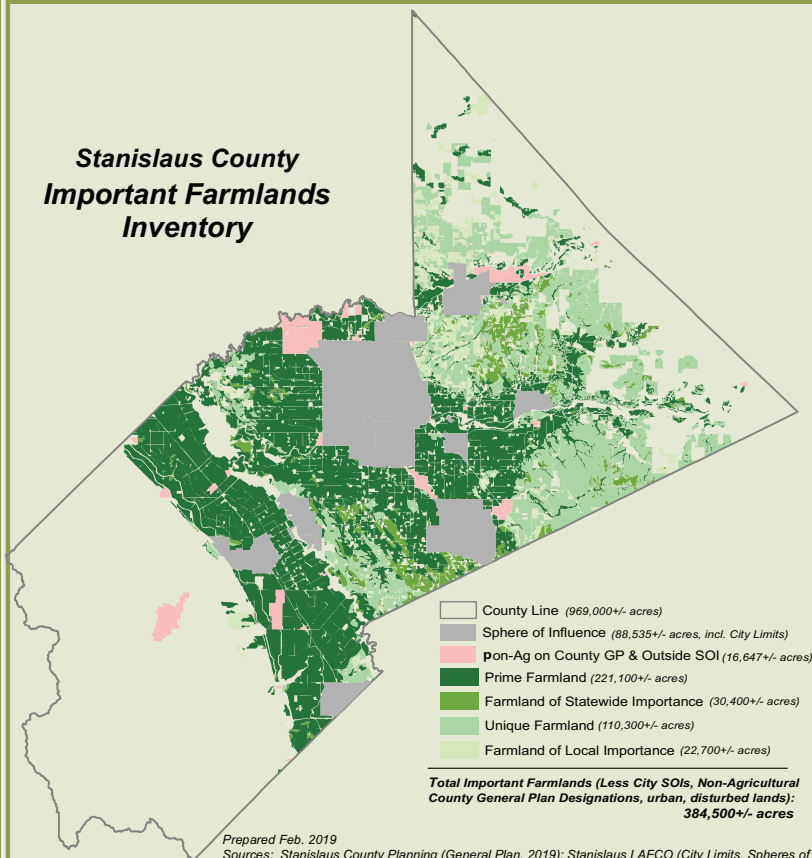 Stanislaus County
Important Farmlands
Inventory
County Line (969,000+/- acres)
Sphere of Influence (88,535+/- acres, incl. City Limits)
pon-Ag on County GP & Outside SOI (16,647+/- acres)
Prime Farmland (221,100+/- acres)
Farmland of Statewide Importance (30,400+/- acres)
Unique Farmland (110,300+/- acres)
Farmland of Local Importance (22,700+/- acres)
Total Important Farmlands (Less City SOIs, Non-Agricultural
County General Plan Designations, urban, disturbed lands):
384,500+/- acres
Prepared Feb. 2019
Sources: Stanislaus County Planning (General Plan, 2019); Stanislaus LAFCO (City Limits, Spheres of